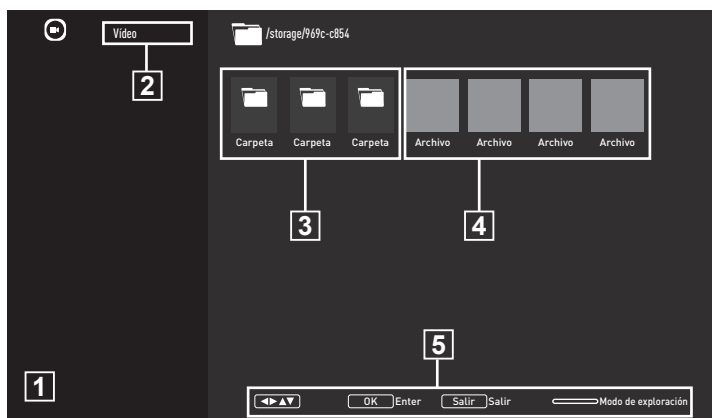 Vídeo
/storage/969c-c854
2
Carpeta Carpeta Carpeta Archivo Archivo Archivo Archivo
3 4
5
1
OK Enter Salir Salir Modo de exploración